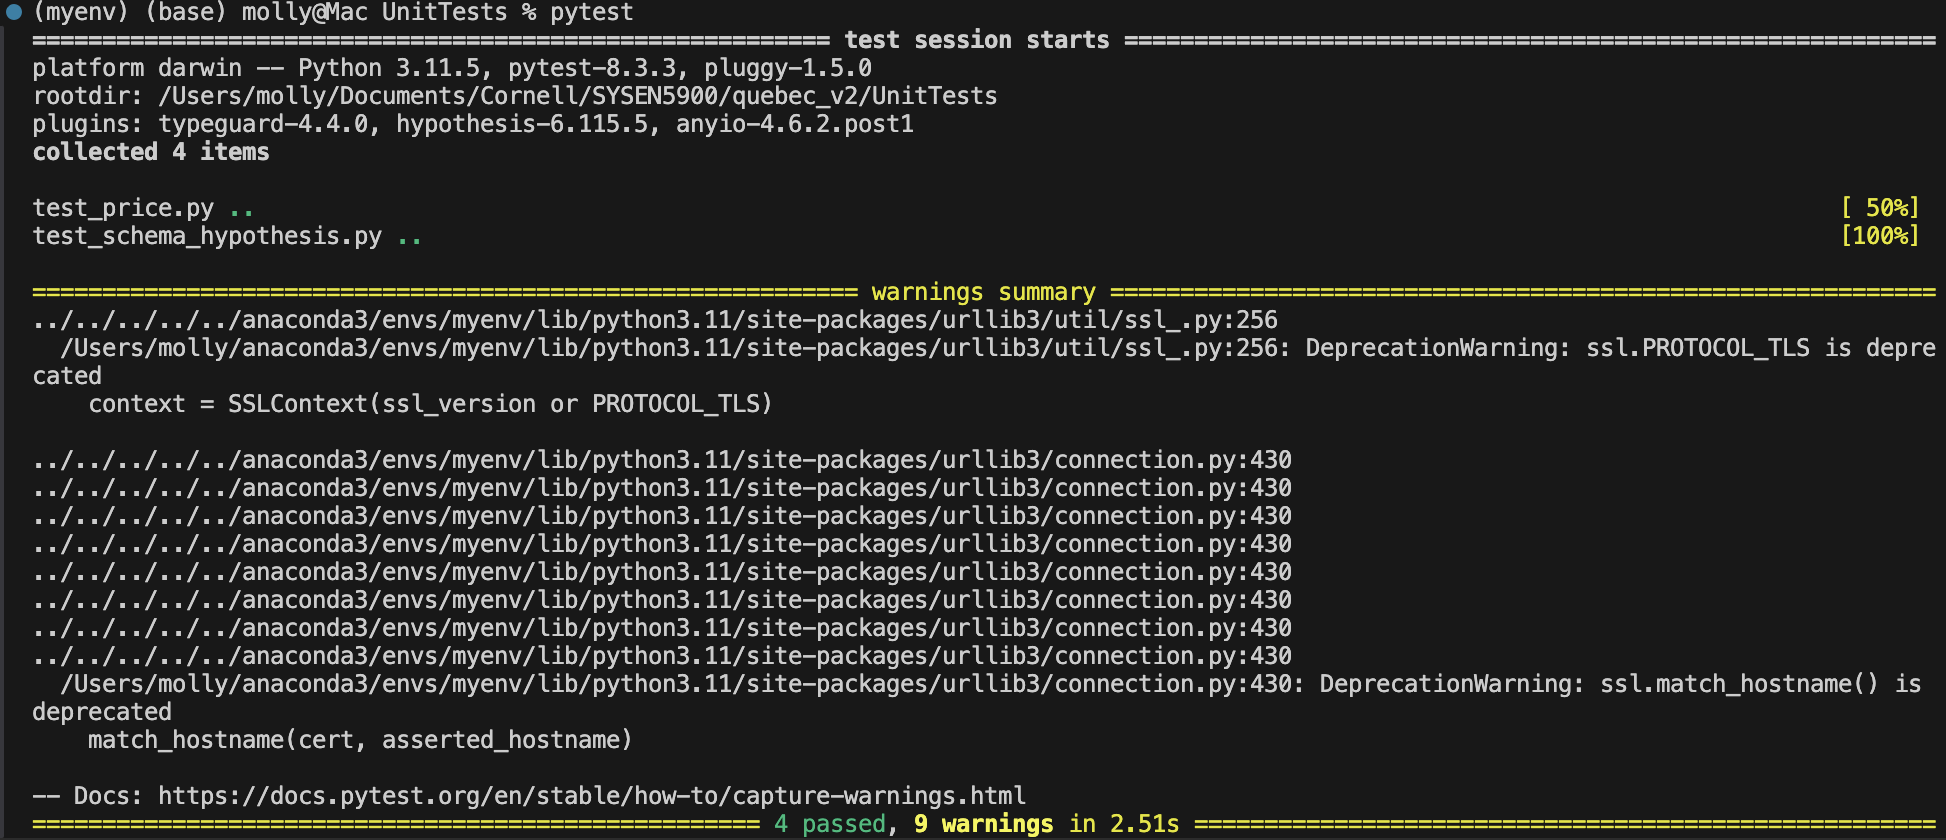 (myenv) (base) molly@Mac UnitTests % pytest
========================================================= test session starts ==========================================================
platform darwin -- Python 3.11.5, pytest-8.3.3, pluggy-1.5.0
rootdir: /Users/molly/Documents/Cornell/SYSEN5900/quebec_v2/UnitTests
plugins: typeguard-4.4.0, hypothesis-6.115.5, anyio-4.6.2.post1
collected 4 items
test_price.py .. [ 50%]
test_schema_hypothesis.py .. [100%]
=========================================================== warnings summary ===========================================================
../../../../../anaconda3/envs/myenv/lib/python3.11/site-packages/urllib3/util/ssl_.py:256
/Users/molly/anaconda3/envs/myenv/lib/python3.11/site-packages/urllib3/util/ssl_.py:256: DeprecationWarning: ssl.PROTOCOL_TLS is depre
cated
context = SSLContext(ssl_version or PROTOCOL_TLS)
../../../../../anaconda3/envs/myenv/lib/python3.11/site-packages/urllib3/connection.py:430
../../../../../anaconda3/envs/myenv/lib/python3.11/site-packages/urllib3/connection.py:430
../../../../../anaconda3/envs/myenv/lib/python3.11/site-packages/urllib3/connection.py:430
../../../../../anaconda3/envs/myenv/lib/python3.11/site-packages/urllib3/connection.py:430
../../../../../anaconda3/envs/myenv/lib/python3.11/site-packages/urllib3/connection.py:430
../../../../../anaconda3/envs/myenv/lib/python3.11/site-packages/urllib3/connection.py:430
../../../../../anaconda3/envs/myenv/lib/python3.11/site-packages/urllib3/connection.py:430
../../../../../anaconda3/envs/myenv/lib/python3.11/site-packages/urllib3/connection.py:430
/Users/molly/anaconda3/envs/myenv/lib/python3.11/site-packages/urllib3/connection.py:430: DeprecationWarning: ssl.match_hostname() is
deprecated
match_hostname(cert, asserted_hostname)
-- Docs: https://docs.pytest.org/en/stable/how-to/capture-warnings.html
==================================================== 4 passed, 9 warnings in 2.51s =====================================================